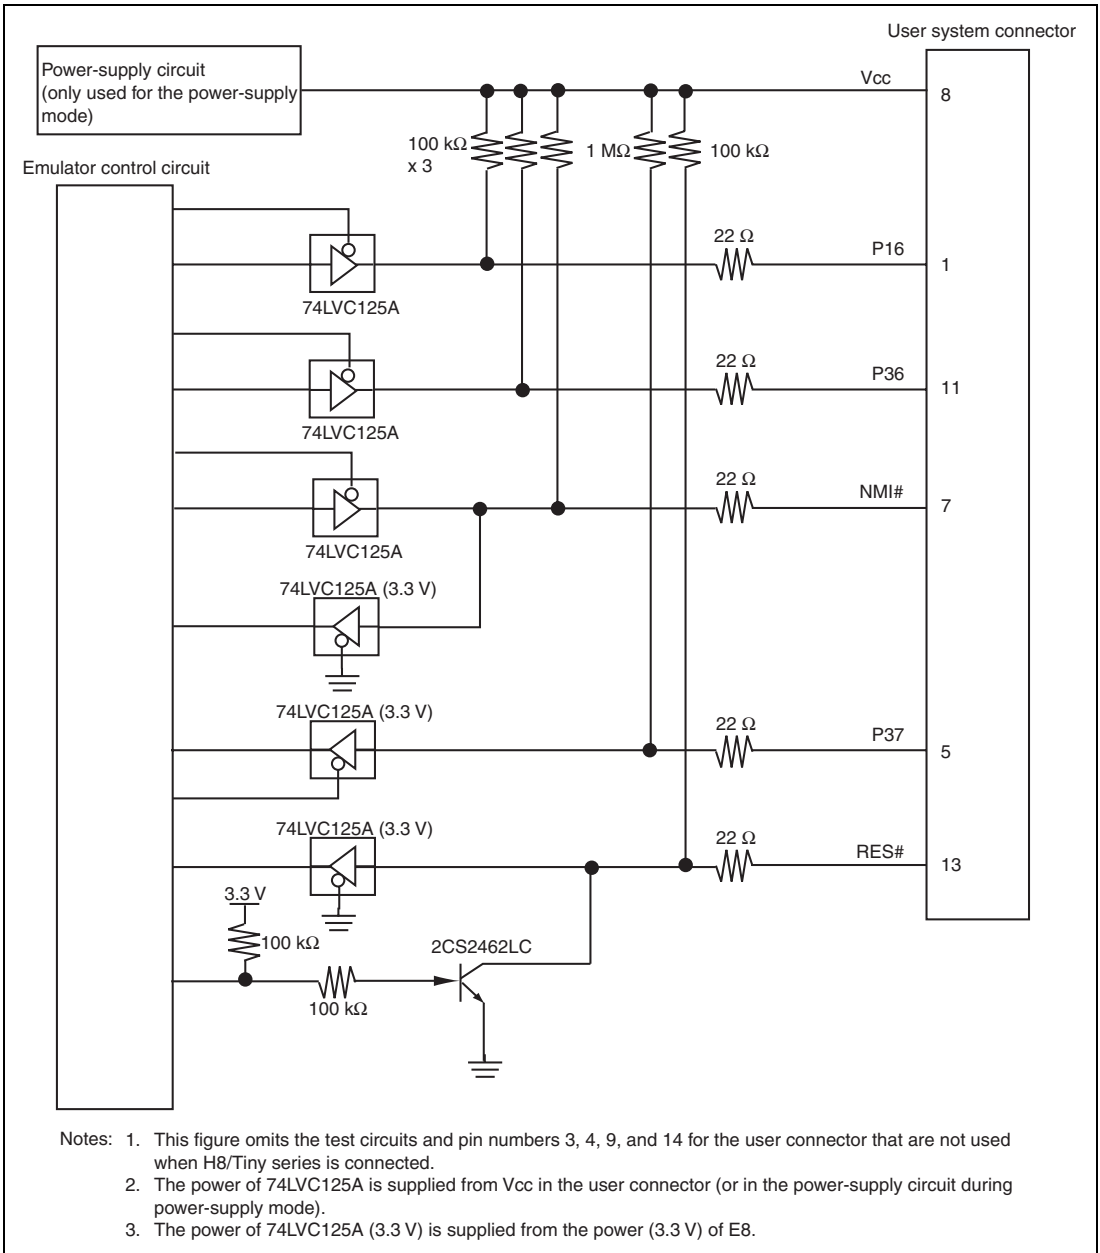 User system connector
Power-supply circuit
(only used for the power-supply
mode)
Vcc
8
100 kΩ
x 3
1 MΩ
100 kΩ
Emulator control circuit
22 Ω
P16
1
74LVC125A
22 Ω
P36
11
74LVC125A
22 Ω
NMI#
7
74LVC125A
74LVC125A (3.3 V)
74LVC125A (3.3 V)
22 Ω
P37
5
74LVC125A (3.3 V)
22 Ω
RES#
13
3.3 V
100 kΩ
2CS2462LC
100 kΩ
Notes: 1. This figure omits the test circuits and pin numbers 3, 4, 9, and 14 for the user connector that are not used
when H8/Tiny series is connected.
2. The power of 74LVC125A is supplied from Vcc in the user connector (or in the power-supply circuit during
power-supply mode).
3. The power of 74LVC125A (3.3 V) is supplied from the power (3.3 V) of E8.